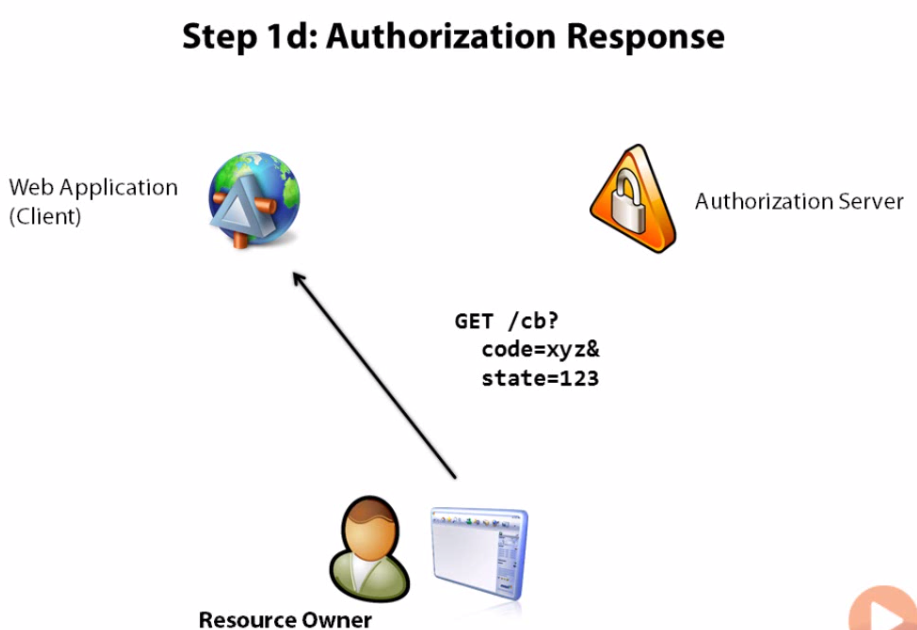 Step 1d: Authorization Response
Web Application
(Client)
Authorization Server
GET /cb?
code=xyz&
state=123
Resource Owner